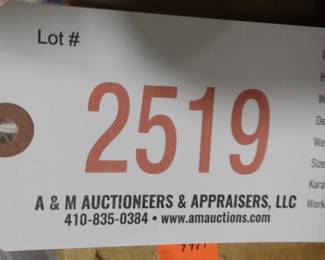 Lot #
2519
A & M AUCTIONEERS & APPRAISERS, LLC
410-835-0384 • www.amauctions.com